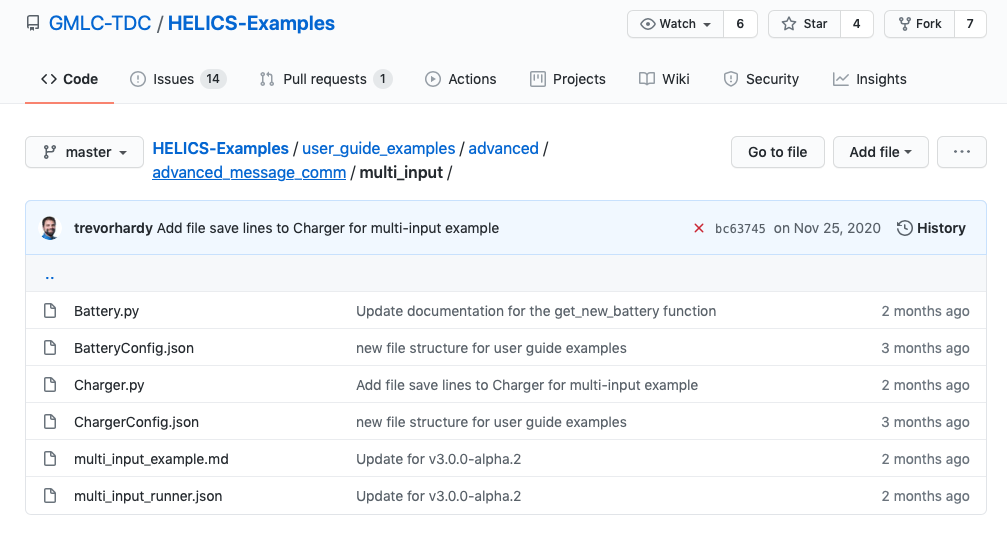 GMLC-TDC / HELICS-Examples Watch 6 Star 4 Fork 7
Code Issues 14 Pull requests 1 Actions Projects Wiki Security Insights
master HELICS-Examples / user_guide_examples / advanced / Go to file Add file ...
advanced_message_comm / multi_input /
trevorhardy Add file save lines to Charger for multi-input example bc63745 on Nov 25, 2020 History
..
Battery.py Update documentation for the get_new_battery function 2 months ago
BatteryConfig.json new file structure for user guide examples 3 months ago
Charger.py Add file save lines to Charger for multi-input example 2 months ago
ChargerConfig.json new file structure for user guide examples 3 months ago
multi_input_example.md Update for v3.0.0-alpha.2 2 months ago
multi_input_runner.json Update for v3.0.0-alpha.2 2 months ago